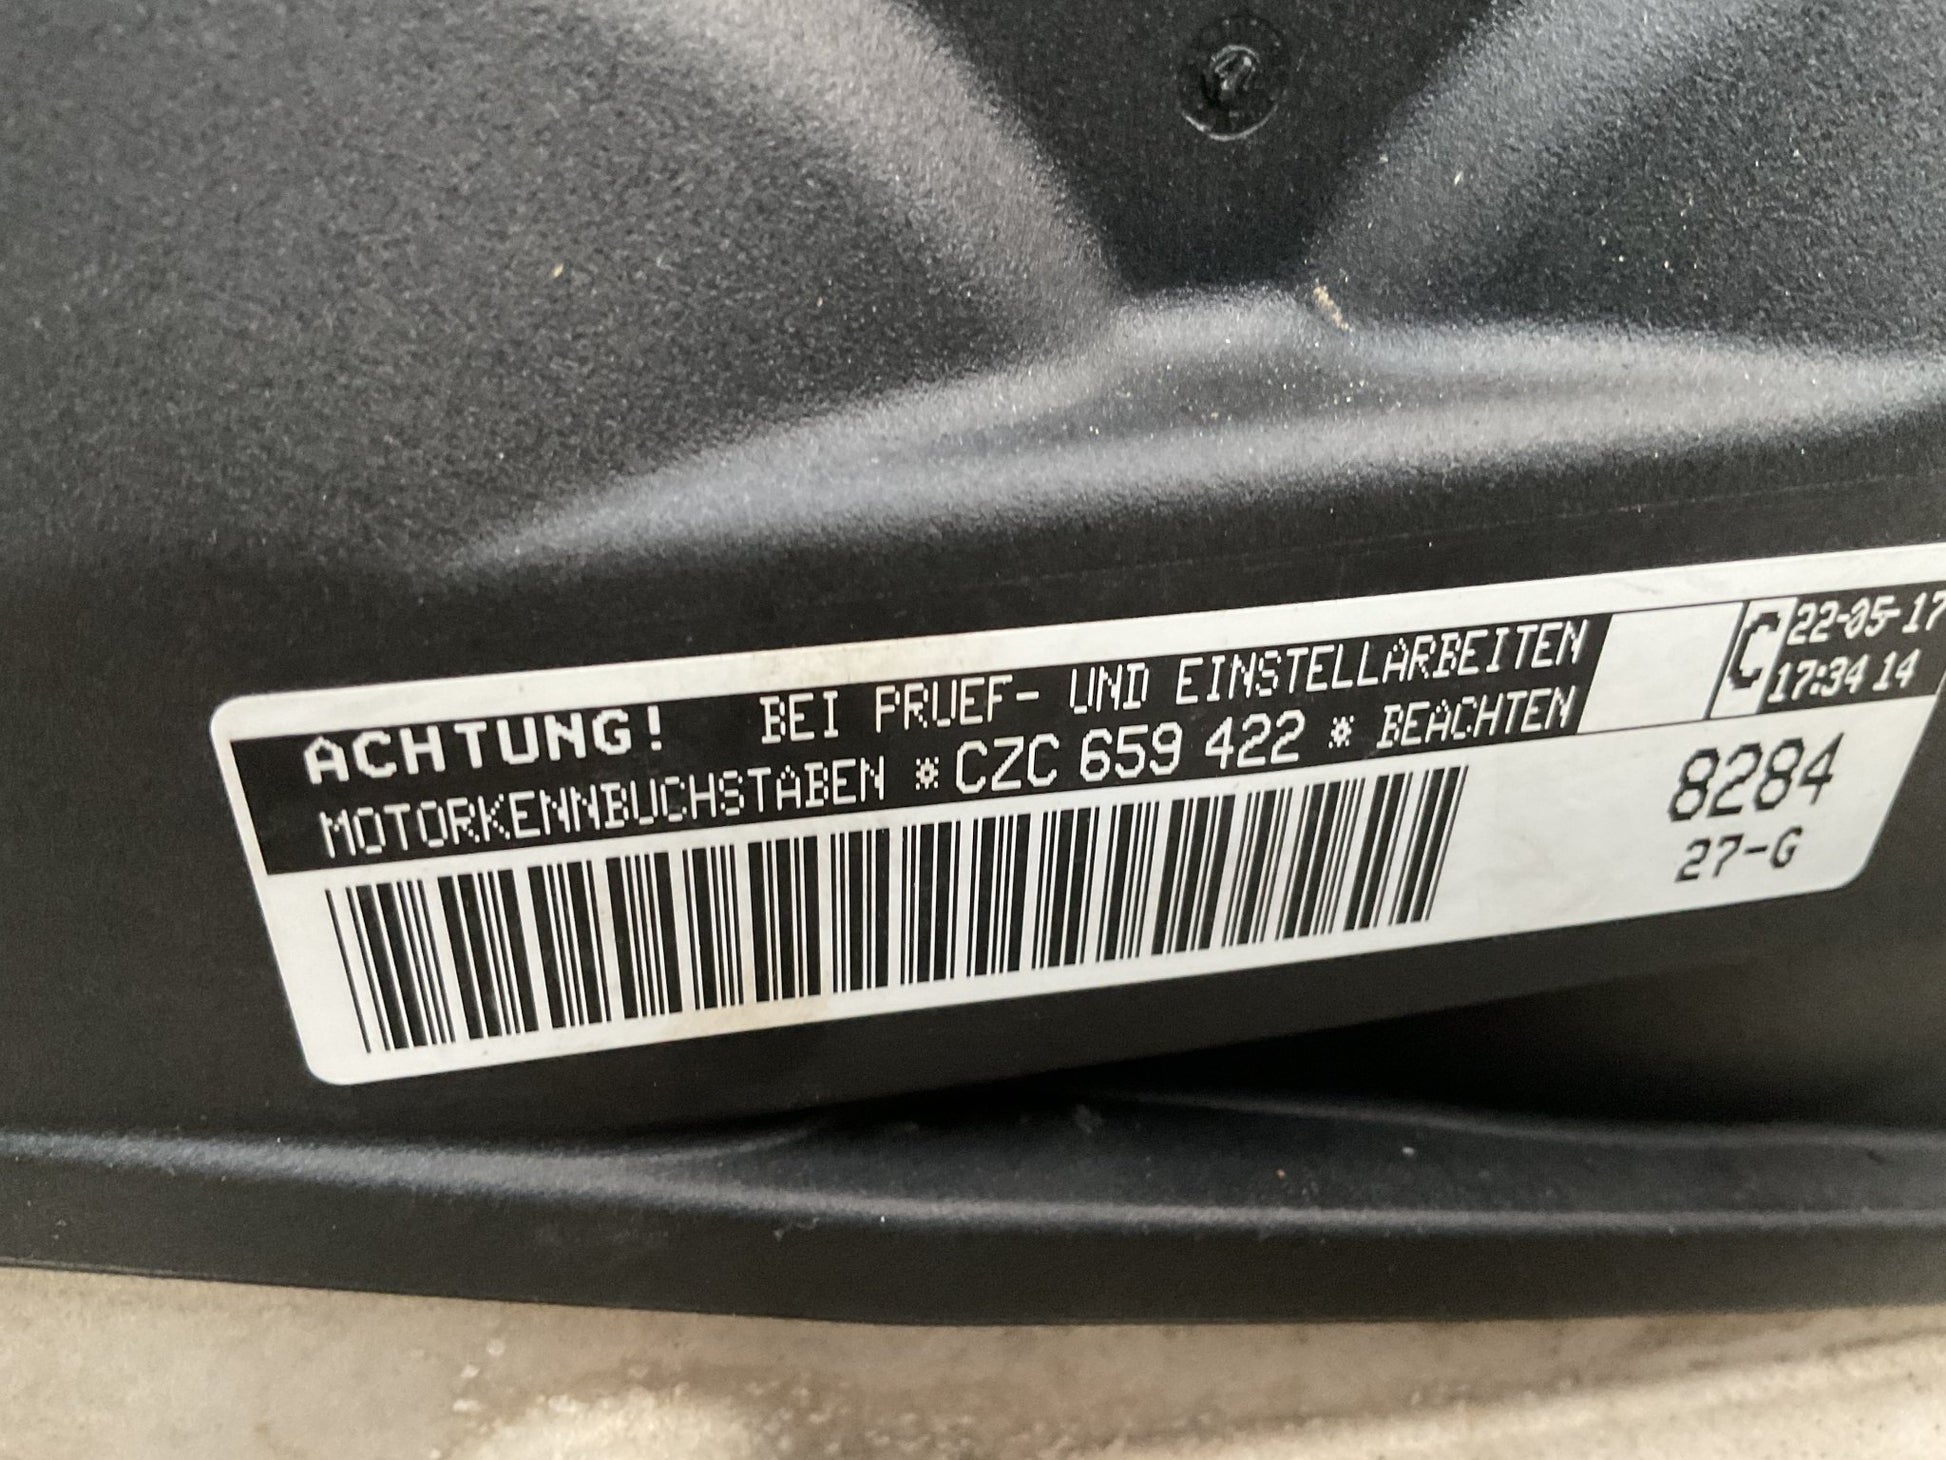 ACHTUNG! BEI PRUEF- UND EINSTELLARBEITEN
MOTORKENNBUCHSTABEN *CZC 659 422 * BEACHTEN
C
22-05-17
17:34 14
8284
27-G